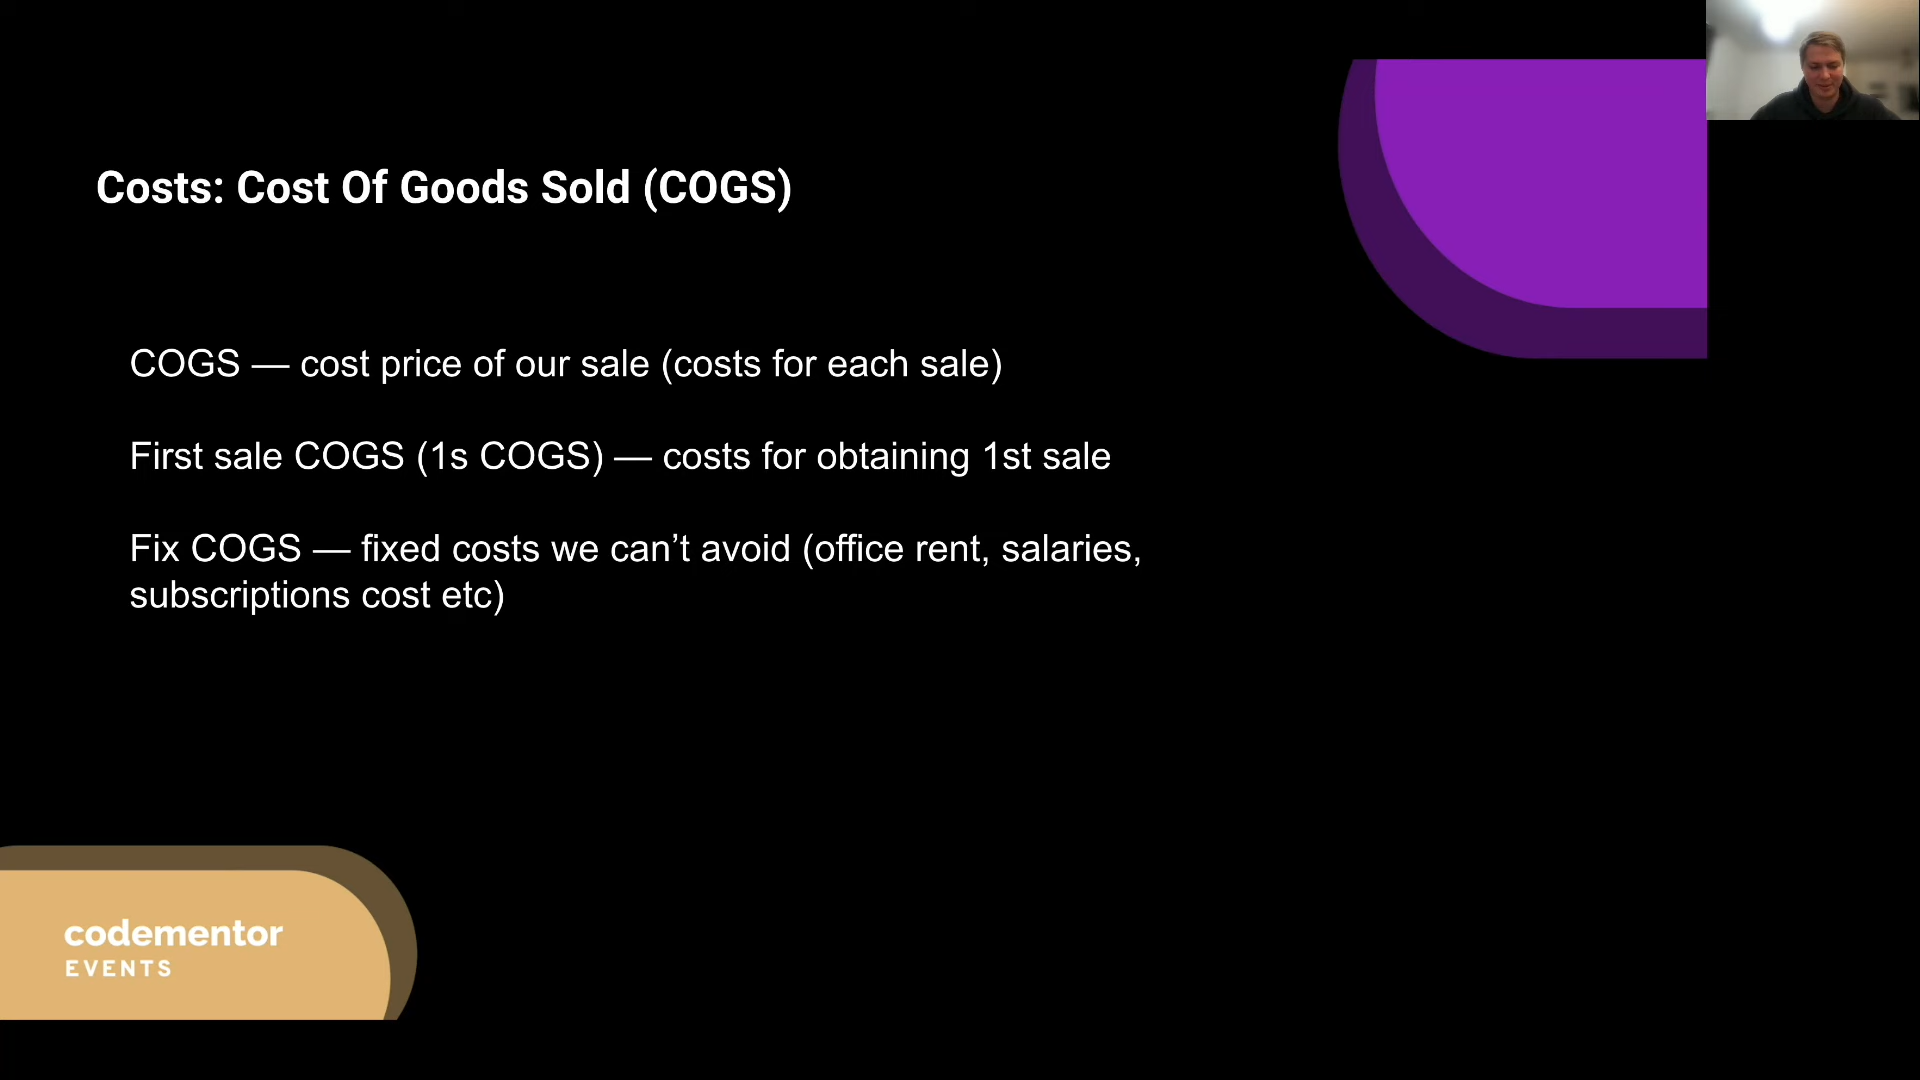 Costs: Cost Of Goods Sold (COGS)
COGS — cost price of our sale (costs for each sale)
First sale COGS (1s COGS) — costs for obtaining 1st sale
Fix COGS — fixed costs we can’t avoid (office rent, salaries,
subscriptions cost etc)
codementor
EVENTS